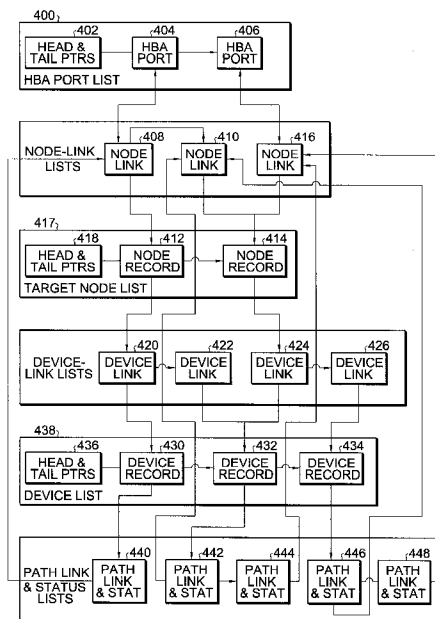 400
402 404 406
HEAD & TAIL PTRS
HBA PORT
HBA PORT
HBA PORT LIST
NODE-LINK LISTS
408 410 416
NODE LINK
NODE LINK
NODE LINK
417
418 412 414
HEAD & TAIL PTRS
NODE RECORD
NODE RECORD
TARGET NODE LIST
DEVICE-LINK LISTS
420 422 424 426
DEVICE LINK
DEVICE LINK
DEVICE LINK
DEVICE LINK
438
436 430 432 434
HEAD & TAIL PTRS
DEVICE RECORD
DEVICE RECORD
DEVICE RECORD
DEVICE LIST
PATH LINK & STATUS LISTS
440 442 444 446 448
PATH LINK & STAT
PATH LINK & STAT
PATH LINK & STAT
PATH LINK & STAT
PATH LINK & STAT